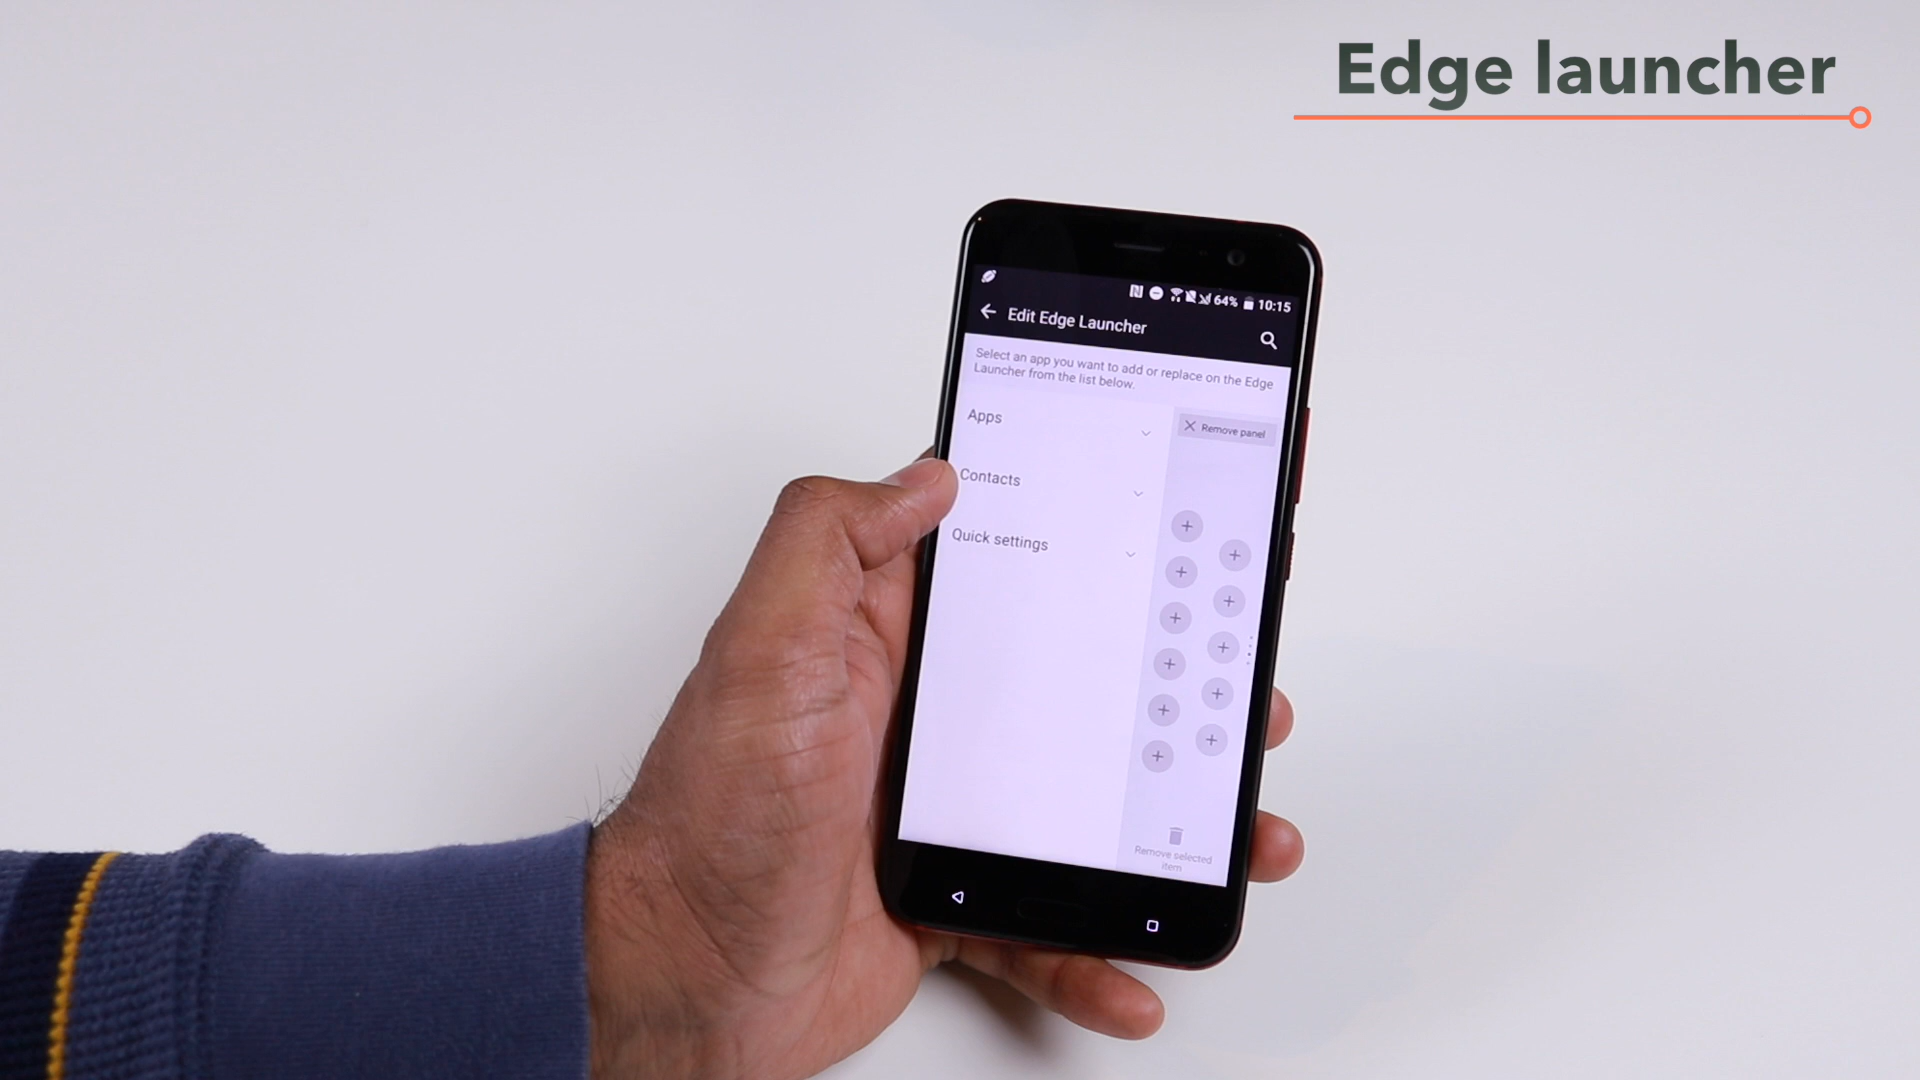 Edge launcher
64% 10:15
Edit Edge Launcher
Select an app you want to add or replace on the Edge
Launcher from the list below.
Apps
Remove panel
Contacts
Quick settings
Remove selected
item